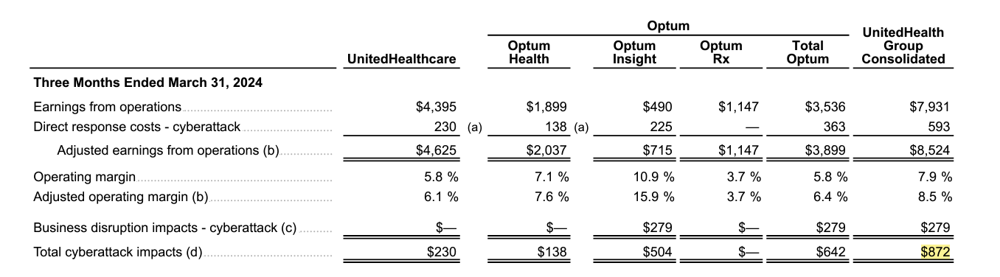 Optum
UnitedHealthcare Optum Health Optum Insight Optum Rx Total Optum UnitedHealth Group Consolidated
Three Months Ended March 31, 2024
Earnings from operations $4,395 $1,899 $490 $1,147 $3,536 $7,931
Direct response costs - cyberattack 230 (a) 138 (a) 225 — 363 593
Adjusted earnings from operations (b) $4,625 $2,037 $715 $1,147 $3,899 $8,524
Operating margin 5.8 % 7.1 % 10.9 % 3.7 % 5.8 % 7.9 %
Adjusted operating margin (b) 6.1 % 7.6 % 15.9 % 3.7 % 6.4 % 8.5 %
Business disruption impacts - cyberattack (c) $— $— $279 $— $279 $279
Total cyberattack impacts (d) $230 $138 $504 $— $642 $872